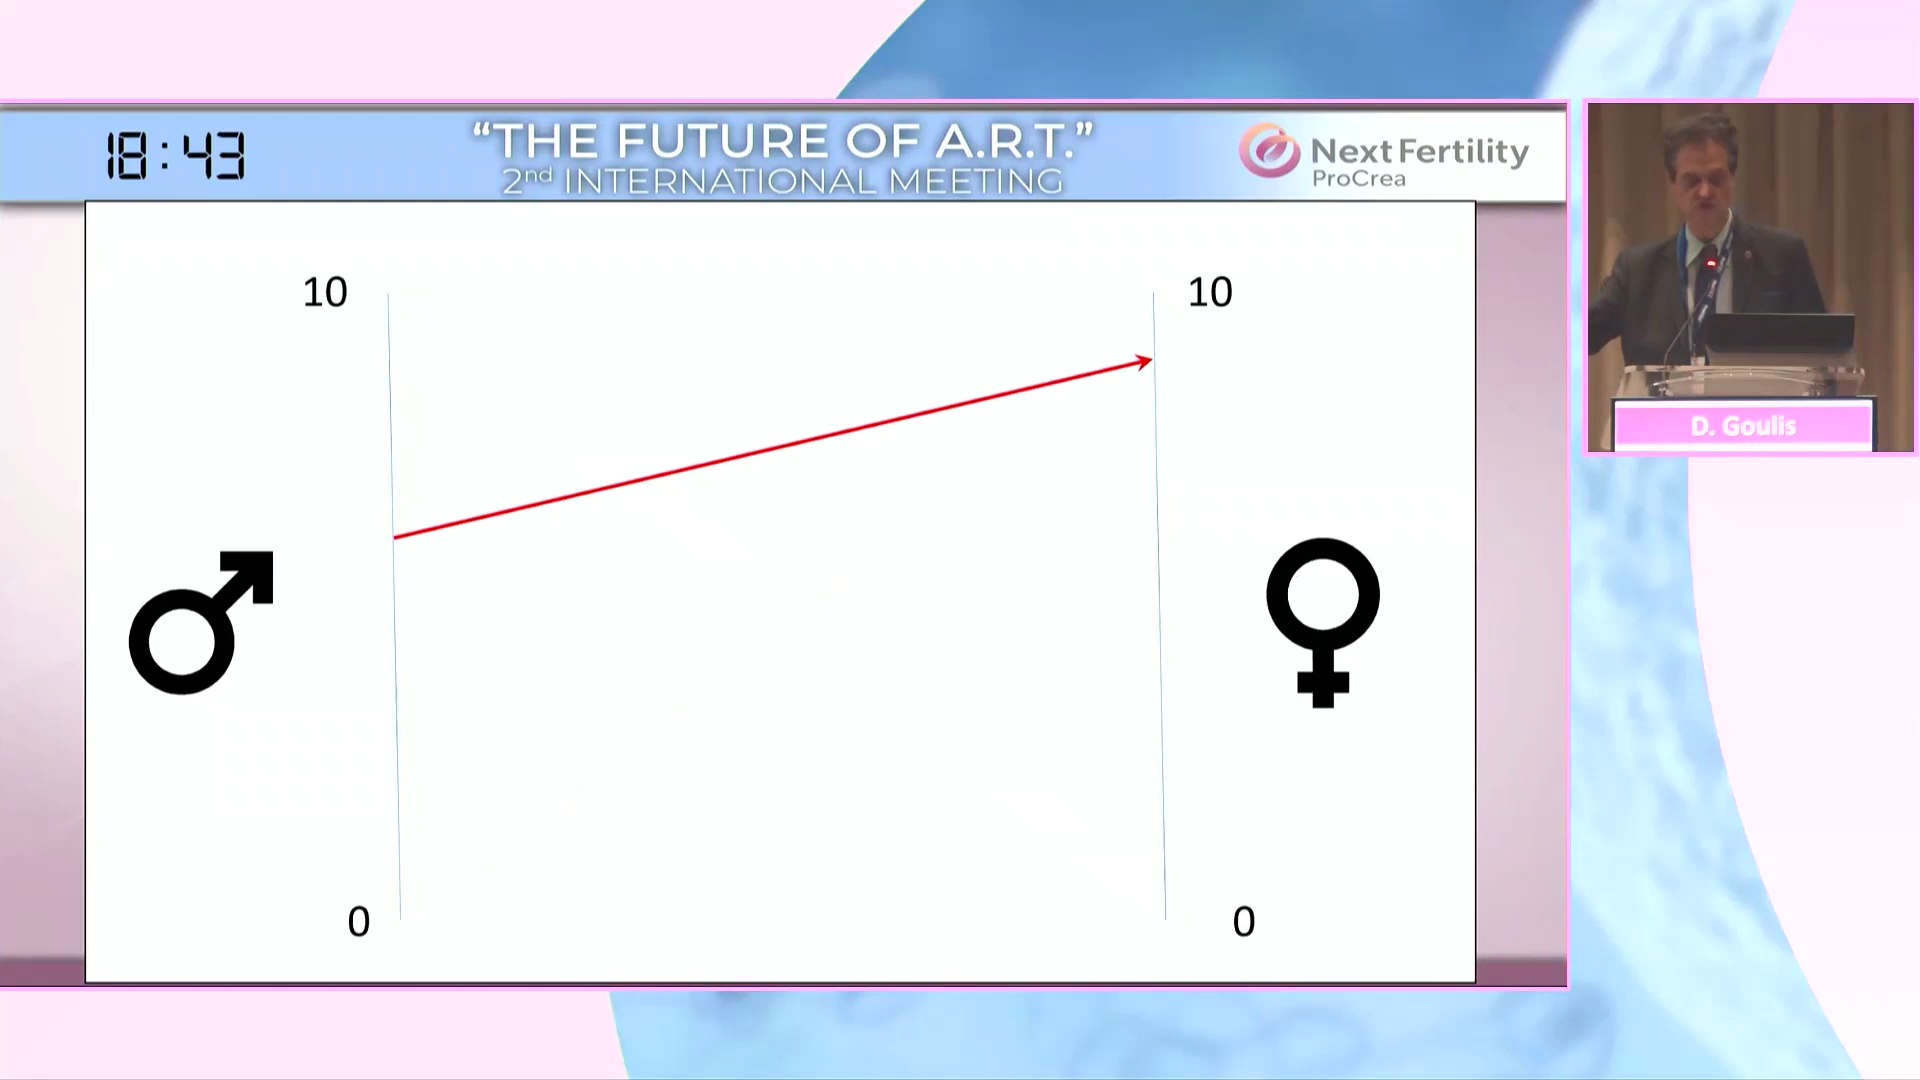 18:43
“THE FUTURE OF A.R.T.”
2nd INTERNATIONAL MEETING
Next Fertility
ProCrea
10
10
0
0
D. Goulis